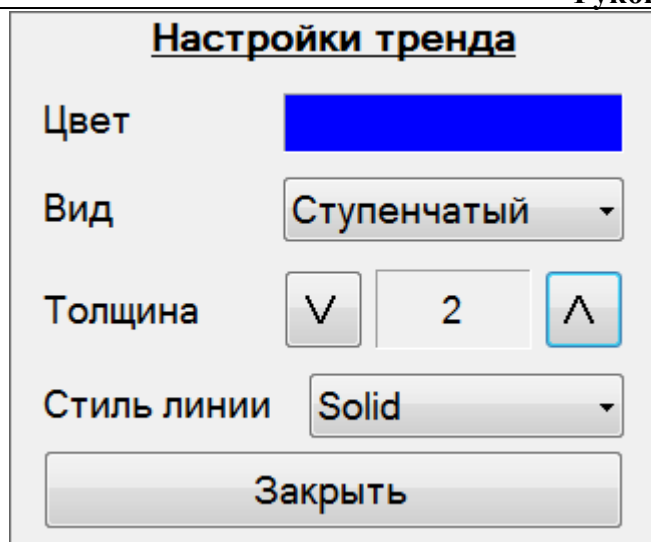 Настройки тренда
Цвет
Вид Ступенчатый
Толщина V 2 Λ
Стиль линии Solid
Закрыть